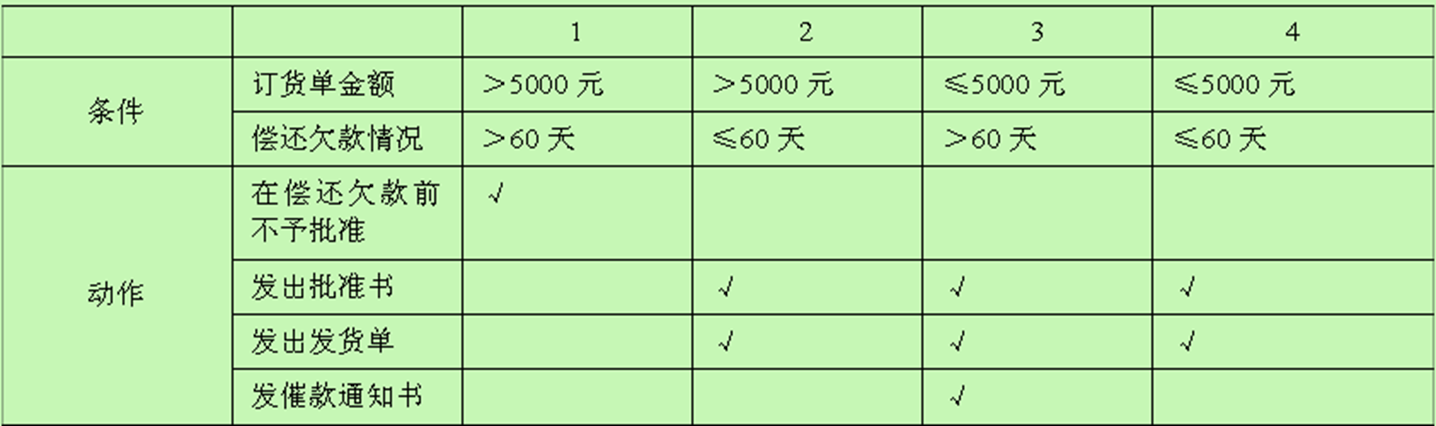 1 2 3 4
条件 订货单金额 ＞5000 元 ＞5000 元 ≤5000 元 ≤5000 元
偿还欠款情况 ＞60 天 ≤60 天 ＞60 天 ≤60 天
动作 在偿还欠款前
不予批准 √
发出批准书 √ √ √
发出发货单 √ √ √
发催款通知书 √